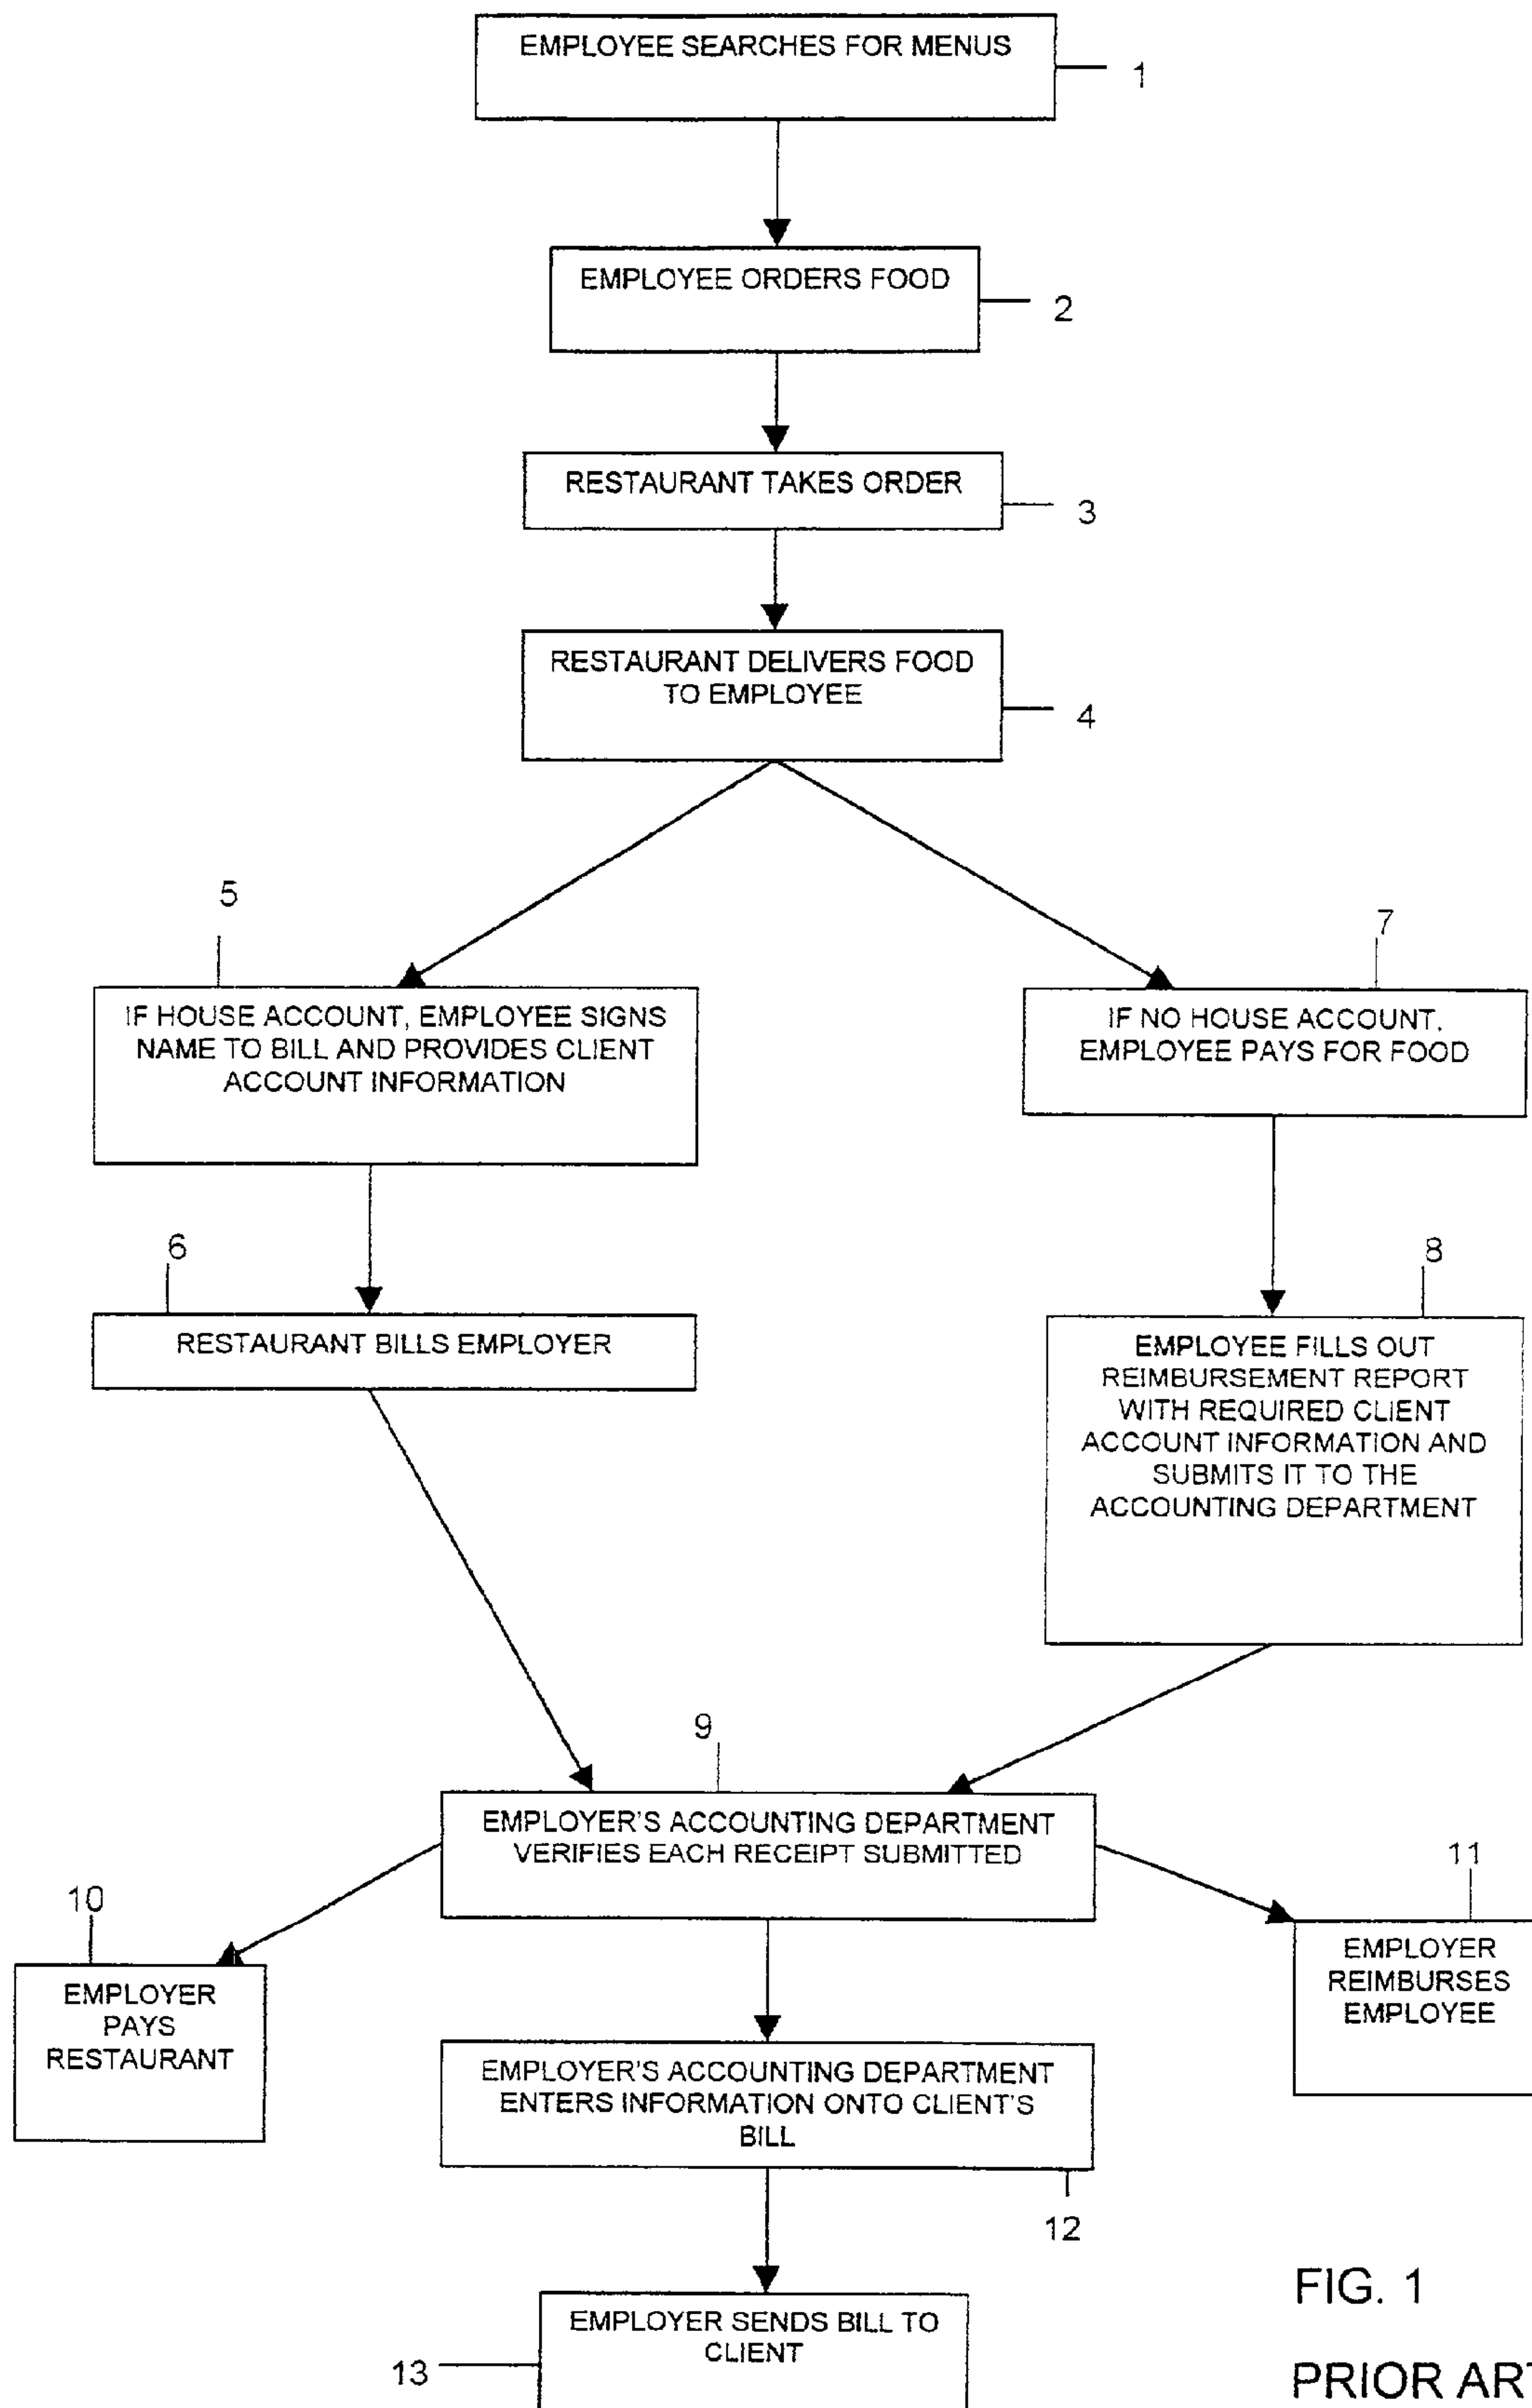 EMPLOYEE SEARCHES FOR MENUS
1
EMPLOYEE ORDERS FOOD
2
RESTAURANT TAKES ORDER
3
RESTAURANT DELIVERS FOOD
TO EMPLOYEE
4
5
IF HOUSE ACCOUNT, EMPLOYEE SIGNS
NAME TO BILL AND PROVIDES CLIENT
ACCOUNT INFORMATION
7
IF NO HOUSE ACCOUNT.
EMPLOYEE PAYS FOR FOOD
6
RESTAURANT BILLS EMPLOYER
8
EMPLOYEE FILLS OUT
REIMBURSEMENT REPORT
WITH REQUIRED CLIENT
ACCOUNT INFORMATION AND
SUBMITS IT TO THE
ACCOUNTING DEPARTMENT
9
EMPLOYER'S ACCOUNTING DEPARTMENT
VERIFIES EACH RECEIPT SUBMITTED
10
EMPLOYER
PAYS
RESTAURANT
11
EMPLOYER
REIMBURSES
EMPLOYEE
EMPLOYER'S ACCOUNTING DEPARTMENT
ENTERS INFORMATION ONTO CLIENT'S
BILL
12
EMPLOYER SENDS BILL TO
CLIENT
13
FIG. 1
PRIOR ART